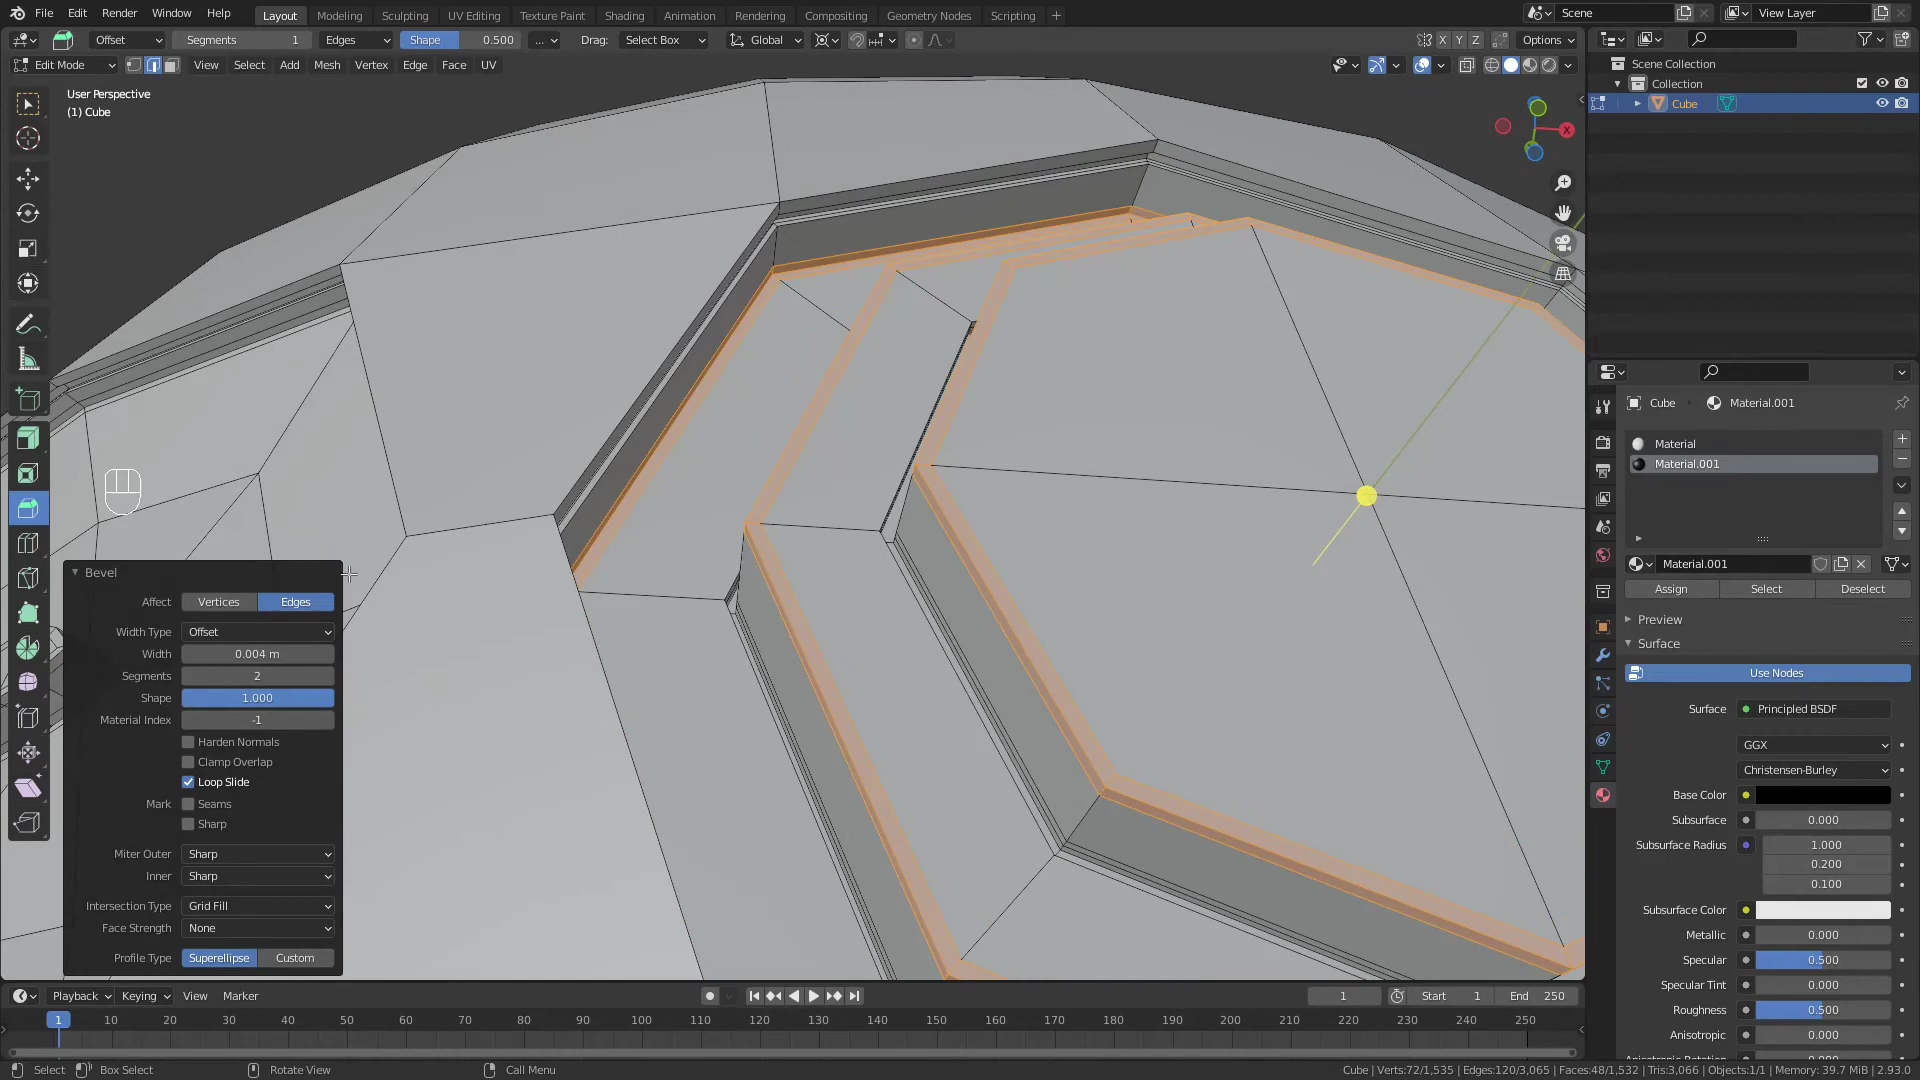 File Edit Render Window Help Layout Modeling Sculpting UV Editing Texture Paint Shading Animation Rendering Compositing Geometry Nodes Scripting + Scene View Layer
Offset Segments 1 Edges Shape 0.500 ... Drag: Select Box Global X Y Z Options
Edit Mode View Select Add Mesh Vertex Edge Face UV
User Perspective
(1) Cube
X
Scene Collection
Collection
Cube
Bevel
Affect Vertices Edges
Width Type Offset
Width 0.004 m
Segments 2
Shape 1.000
Material Index -1
Harden Normals
Clamp Overlap
Loop Slide
Mark Seams
Sharp
Miter Outer Sharp
Inner Sharp
Intersection Type Grid Fill
Face Strength None
Profile Type Superellipse Custom
Cube Material.001
Material
Material.001
Material.001
Assign Select Deselect
Preview
Surface
Use Nodes
Surface Principled BSDF
GGX
Christensen-Burley
Base Color
Subsurface 0.000
Subsurface Radius 1.000
0.200
0.100
Subsurface Color
Metallic 0.000
Specular 0.500
Specular Tint 0.000
Roughness 0.500
Anisotropic 0.000
Playback Keying View Marker 1 Start 1 End 250
1 10 20 30 40 50 60 70 80 90 100 110 120 130 140 150 160 170 180 190 200 210 220 230 240 250
Select Box Select Rotate View Call Menu Cube | Verts:72/1,535 | Edges:120/3,065 | Faces:48/1,532 | Tris:3,066 | Objects:1/1 | Memory: 39.7 MiB | 2.93.0